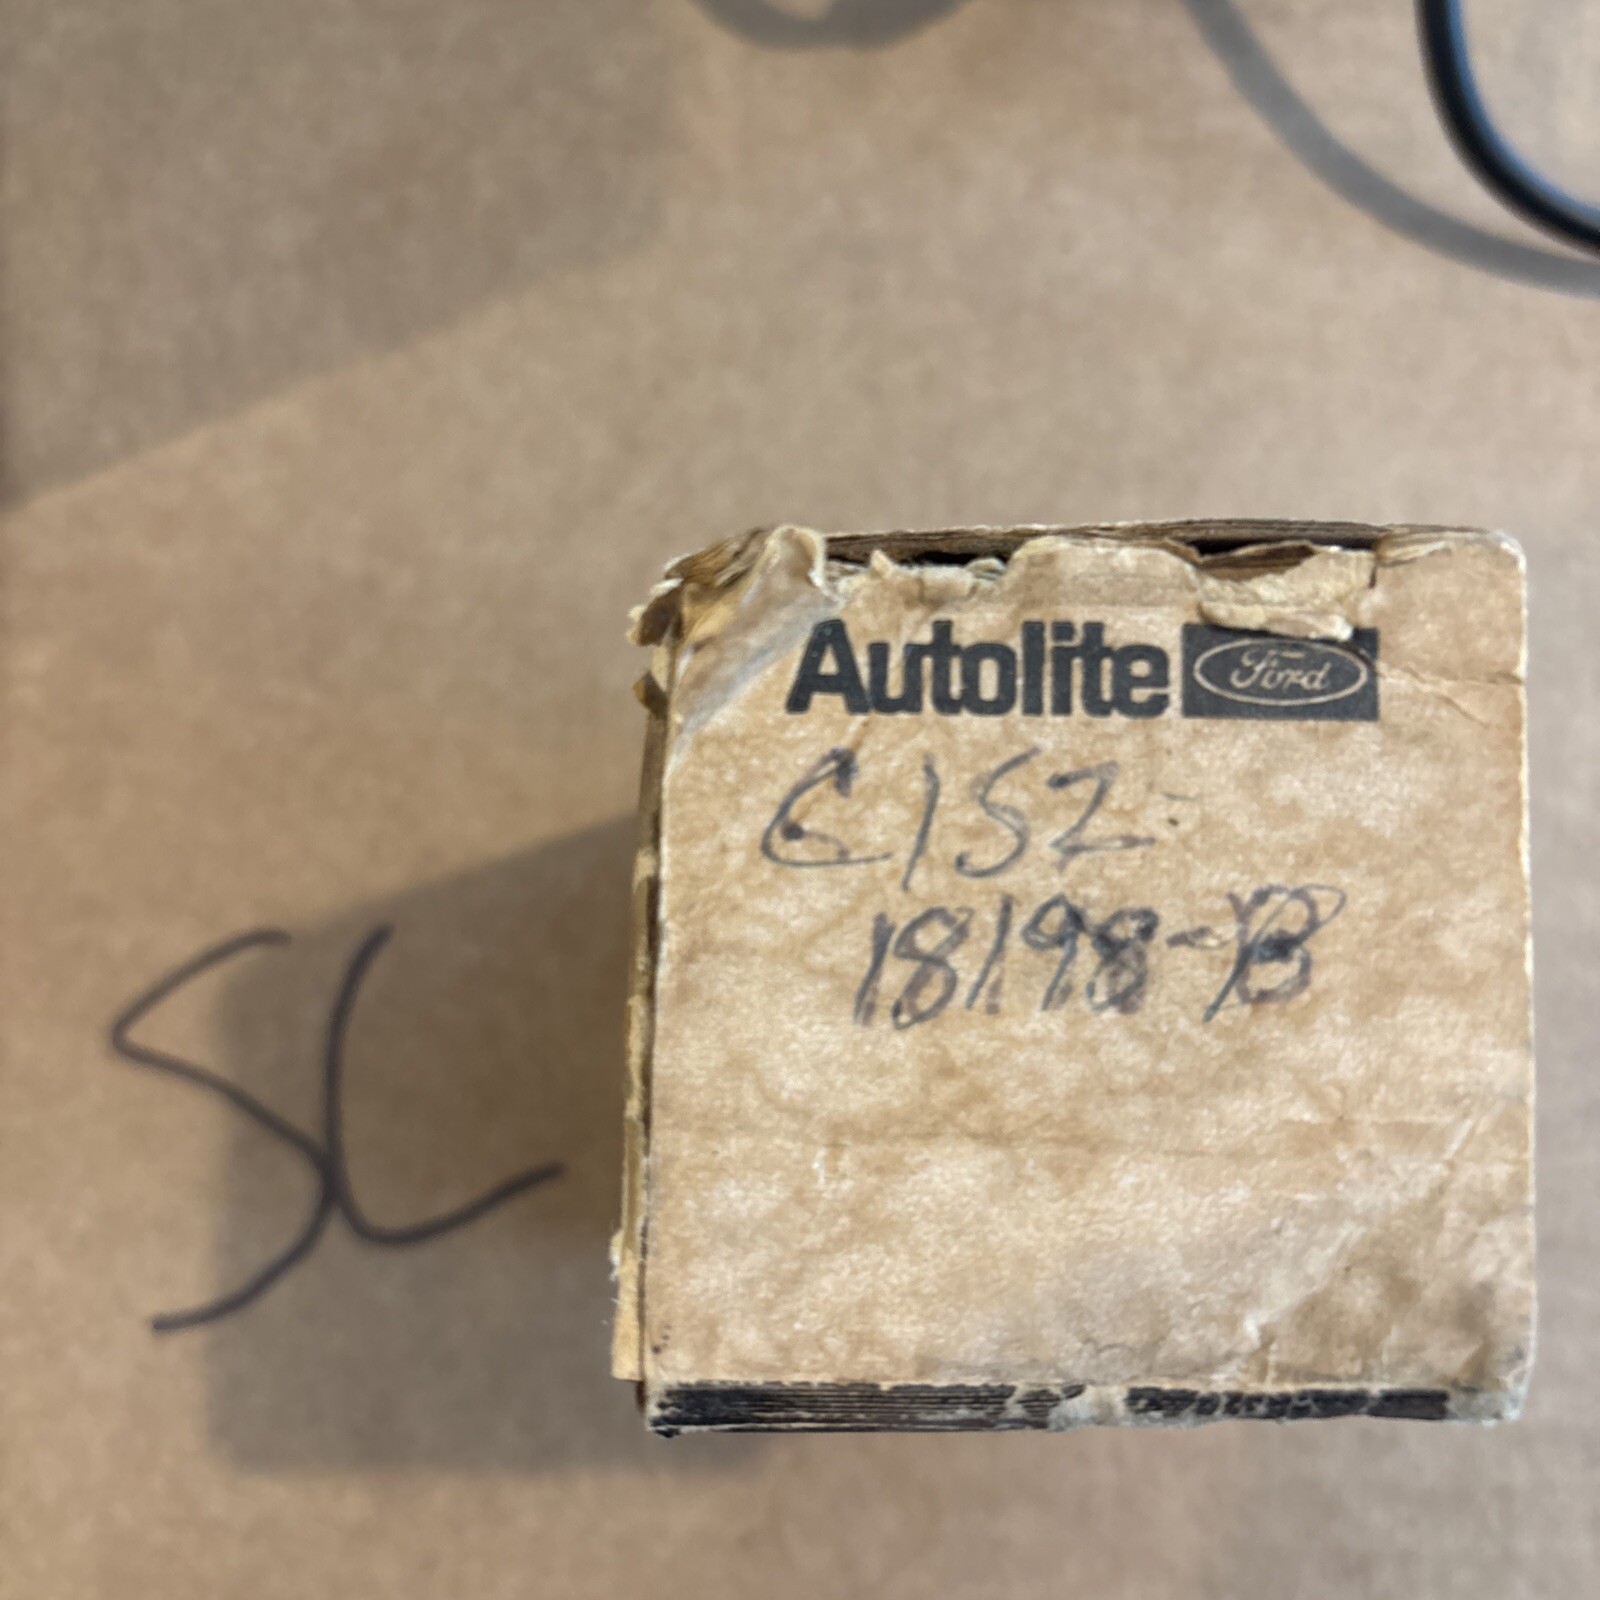 Autolite Ford
C1SZ-
18198-B
SL